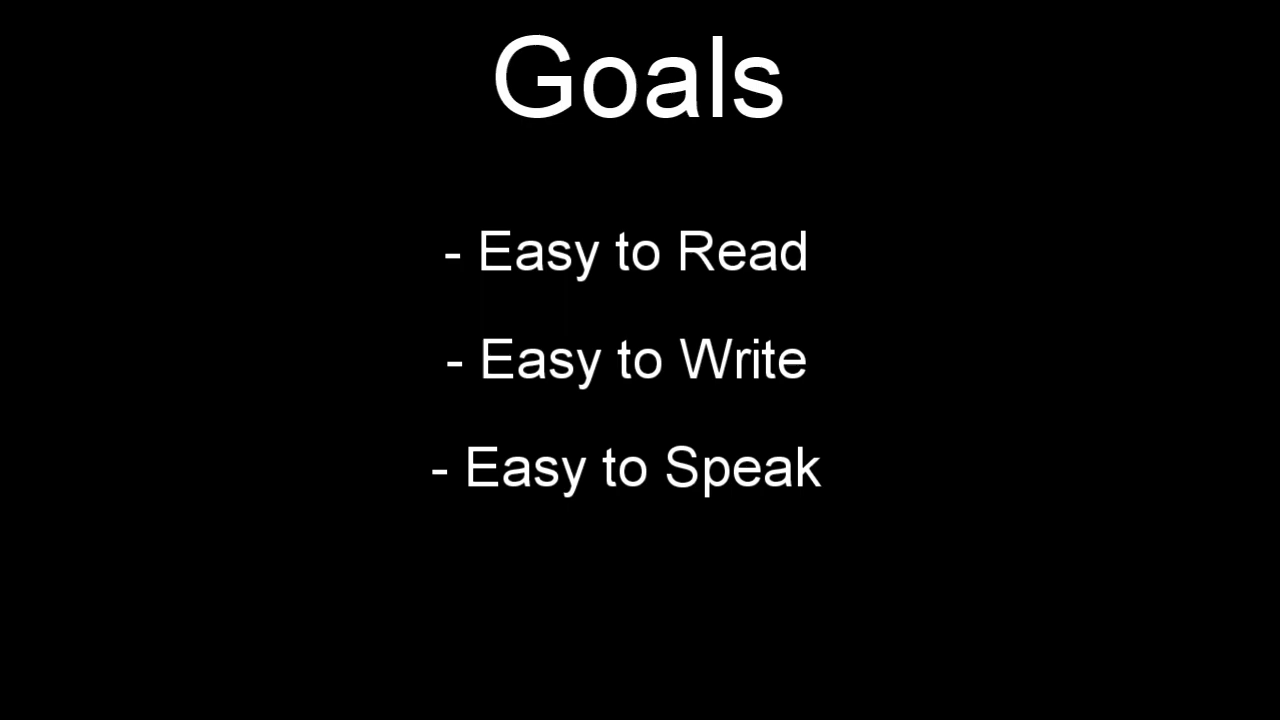 Goals
- Easy to Read
- Easy to Write
- Easy to Speak